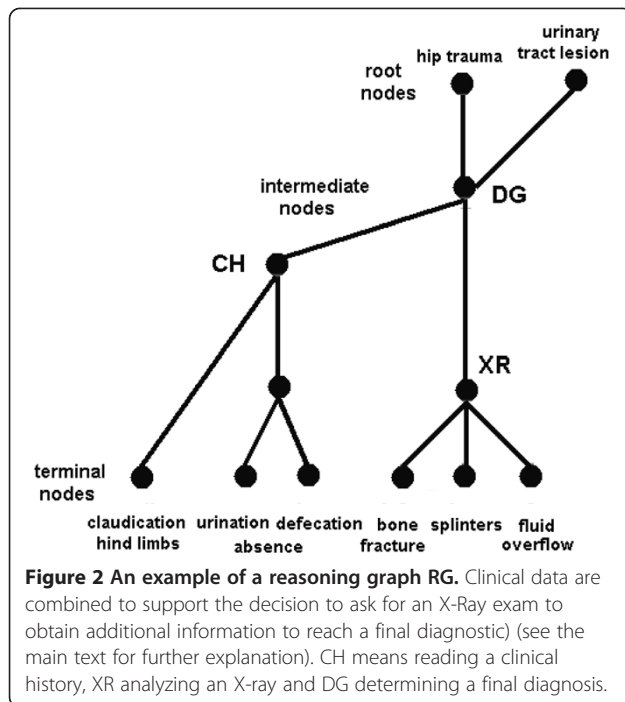 urinary
hip trauma tract lesion
root
nodes
intermediate
nodes
DG
CH
XR
terminal
nodes
claudication urination defecation bone splinters fluid
hind limbs absence fracture overflow
Figure 2 An example of a reasoning graph RG. Clinical data are
combined to support the decision to ask for an X-Ray exam to
obtain additional information to reach a final diagnostic) (see the
main text for further explanation). CH means reading a clinical
history, XR analyzing an X-ray and DG determining a final diagnosis.